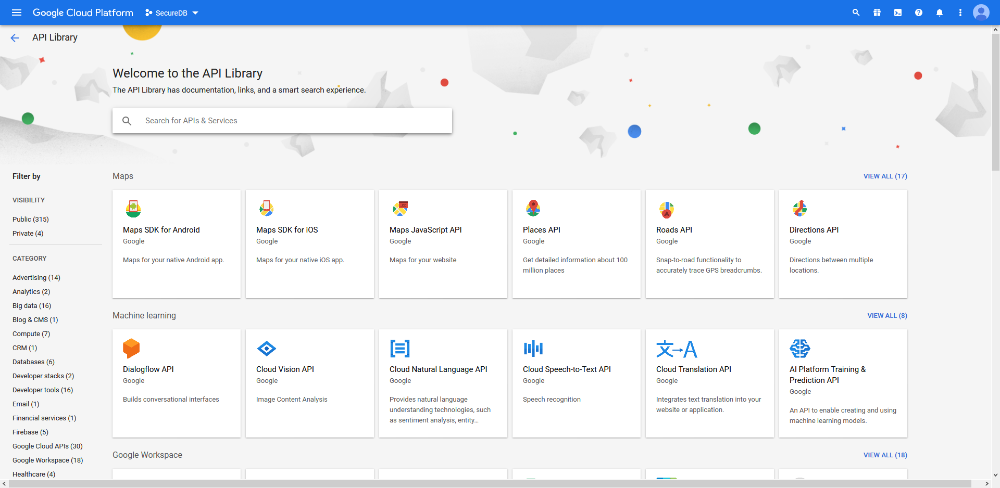 Google Cloud Platform
SecureDB
API Library
Welcome to the API Library
The API Library has documentation, links, and a smart search experience.
Search for APIs & Services
Filter by
VISIBILITY
Public (315)
Private (4)
CATEGORY
Advertising (14)
Analytics (2)
Big data (16)
Blog & CMS (1)
Compute (7)
CRM (1)
Databases (6)
Developer stacks (2)
Developer tools (16)
Email (1)
Financial services (1)
Firebase (5)
Google Cloud APIs (30)
Google Workspace (18)
Healthcare (4)
Maps
VIEW ALL (17)
Maps SDK for Android
Google
Maps for your native Android app.
Maps SDK for iOS
Google
Maps for your native iOS app.
JS
Maps JavaScript API
Google
Maps for your website
Places API
Google
Get detailed information about 100
million places
Roads API
Google
Snap-to-road functionality to
accurately trace GPS breadcrumbs.
Directions API
Google
Directions between multiple
locations.
Machine learning
VIEW ALL (8)
Dialogflow API
Google
Builds conversational interfaces
Cloud Vision API
Google
Image Content Analysis
Cloud Natural Language API
Google
Provides natural language
understanding technologies, such
as sentiment analysis, entity...
Cloud Speech-to-Text API
Google
Speech recognition
文→A
Cloud Translation API
Google
Integrates text translation into your
website or application.
AI Platform Training &
Prediction API
Google
An API to enable creating and using
machine learning models.
Google Workspace
VIEW ALL (18)